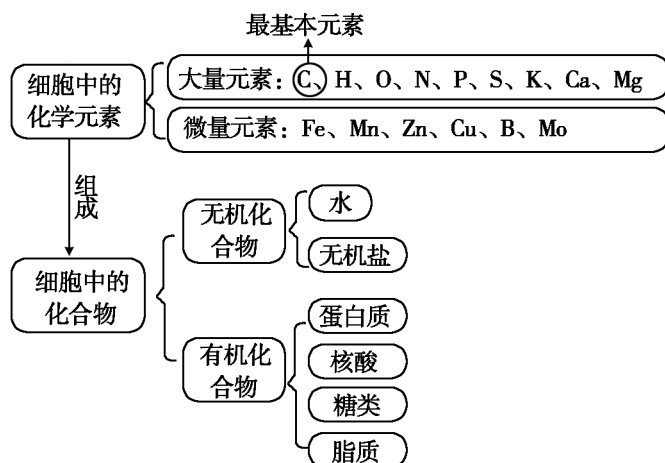 最基本元素
细胞中的
化学元素
大量元素：C、H、O、N、P、S、K、Ca、Mg
微量元素：Fe、Mn、Zn、Cu、B、Mo
组成
细胞中的
化合物
无机化
合物
水
无机盐
有机化
合物
蛋白质
核酸
糖类
脂质